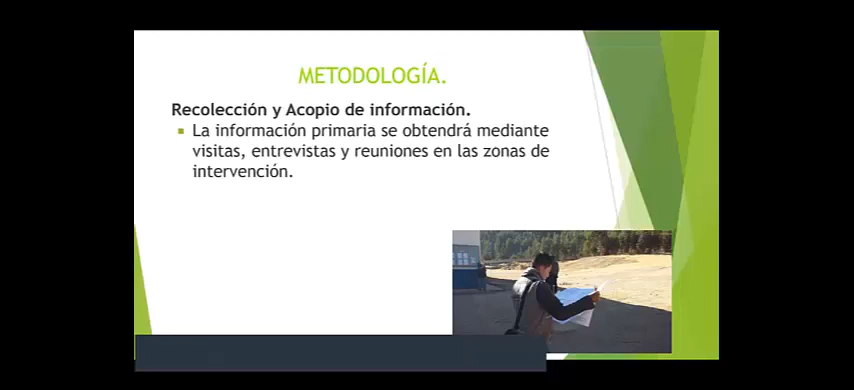 METODOLOGÍA.
Recolección y Acopio de información.
La información primaria se obtendrá mediante
visitas, entrevistas y reuniones en las zonas de
intervención.